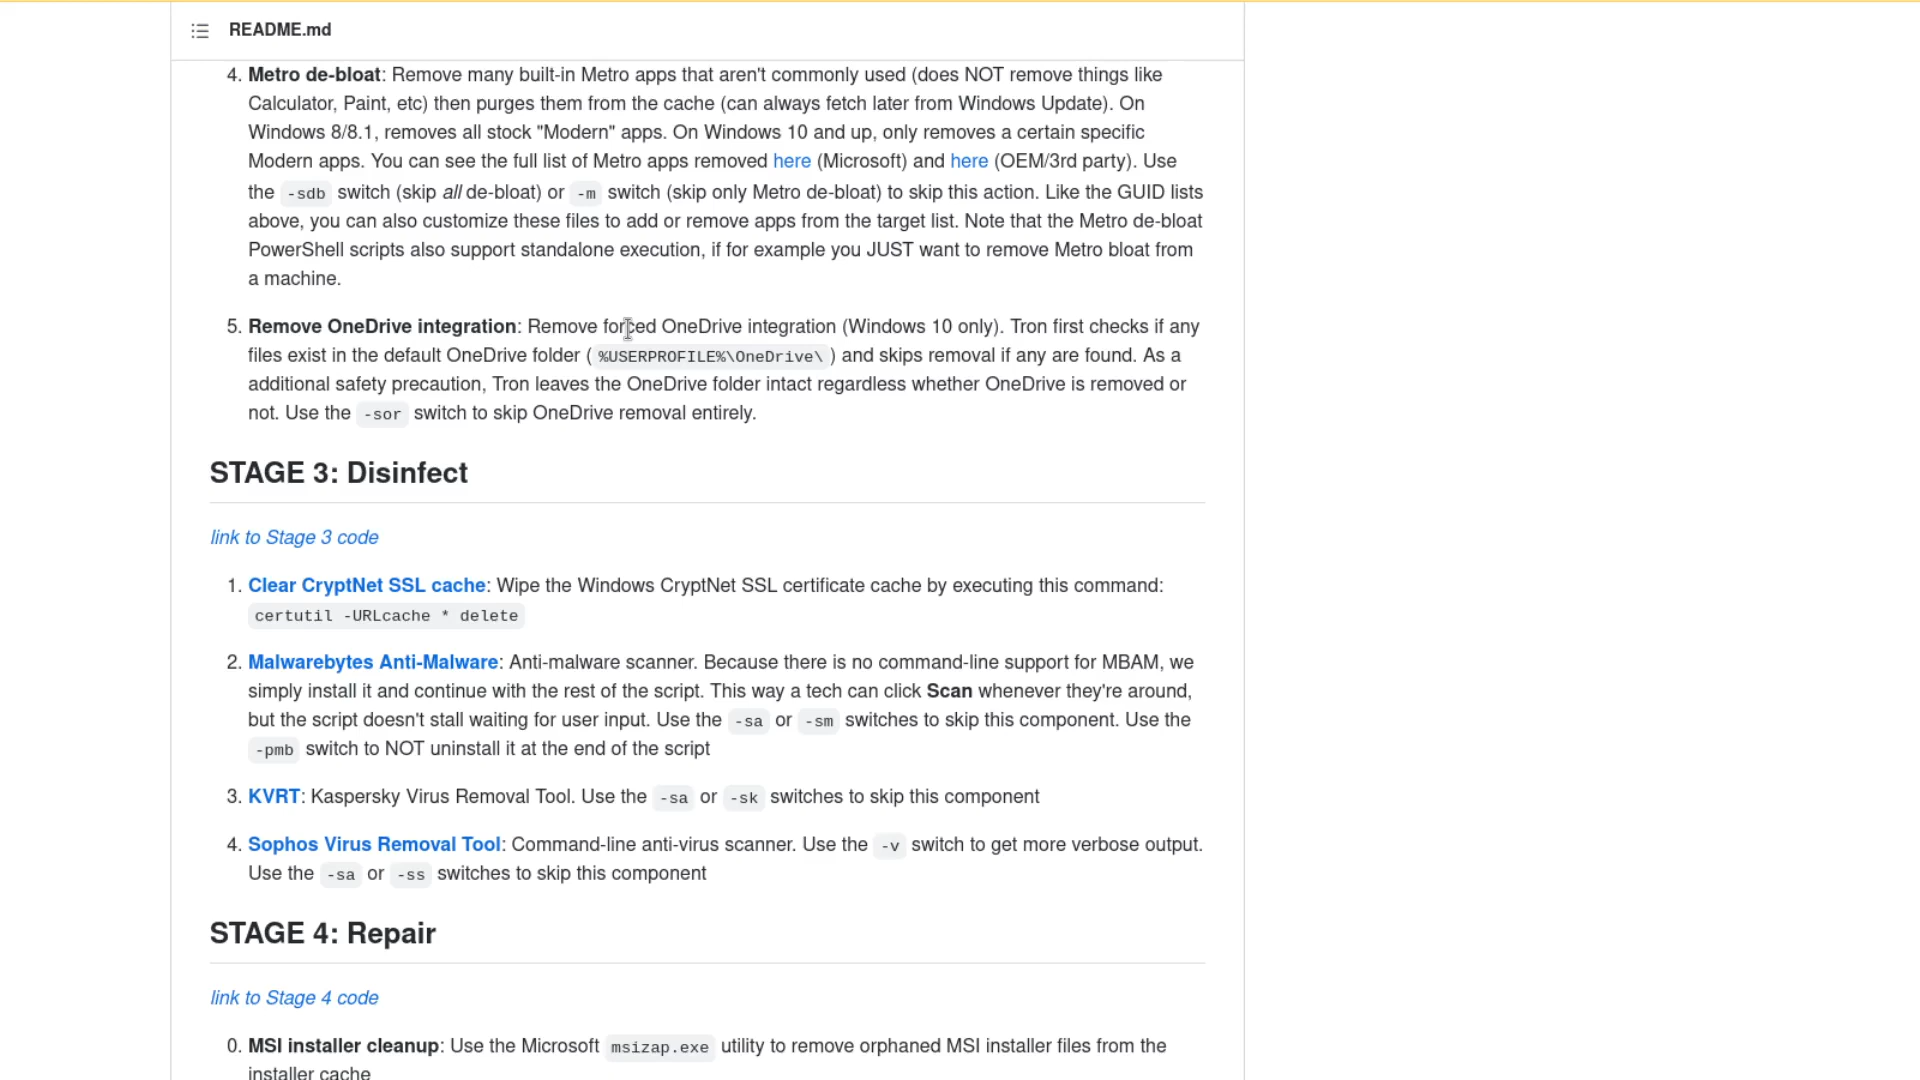 README.md
4. Metro de-bloat: Remove many built-in Metro apps that aren't commonly used (does NOT remove things like
Calculator, Paint, etc) then purges them from the cache (can always fetch later from Windows Update). On
Windows 8/8.1, removes all stock "Modern" apps. On Windows 10 and up, only removes a certain specific
Modern apps. You can see the full list of Metro apps removed here (Microsoft) and here (OEM/3rd party). Use
the -sdb switch (skip all de-bloat) or -m switch (skip only Metro de-bloat) to skip this action. Like the GUID lists
above, you can also customize these files to add or remove apps from the target list. Note that the Metro de-bloat
PowerShell scripts also support standalone execution, if for example you JUST want to remove Metro bloat from
a machine.
5. Remove OneDrive integration: Remove forced OneDrive integration (Windows 10 only). Tron first checks if any
files exist in the default OneDrive folder ( %USERPROFILE%\OneDrive\ ) and skips removal if any are found. As a
additional safety precaution, Tron leaves the OneDrive folder intact regardless whether OneDrive is removed or
not. Use the -sor switch to skip OneDrive removal entirely.
STAGE 3: Disinfect
link to Stage 3 code
1. Clear CryptNet SSL cache: Wipe the Windows CryptNet SSL certificate cache by executing this command:
certutil -URLcache * delete
2. Malwarebytes Anti-Malware: Anti-malware scanner. Because there is no command-line support for MBAM, we
simply install it and continue with the rest of the script. This way a tech can click Scan whenever they're around,
but the script doesn't stall waiting for user input. Use the -sa or -sm switches to skip this component. Use the
-pmb switch to NOT uninstall it at the end of the script
3. KVRT: Kaspersky Virus Removal Tool. Use the -sa or -sk switches to skip this component
4. Sophos Virus Removal Tool: Command-line anti-virus scanner. Use the -v switch to get more verbose output.
Use the -sa or -ss switches to skip this component
STAGE 4: Repair
link to Stage 4 code
0. MSI installer cleanup: Use the Microsoft msizap.exe utility to remove orphaned MSI installer files from the
installer cache